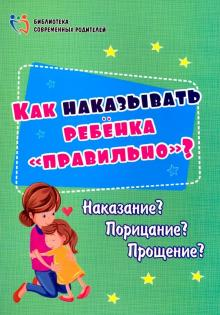 БИБЛИОТЕКА
СОВРЕМЕННЫХ РОДИТЕЛЕЙ
Как наказывать
ребёнка
«правильно»?
Наказание?
Порицание?
Прощение?